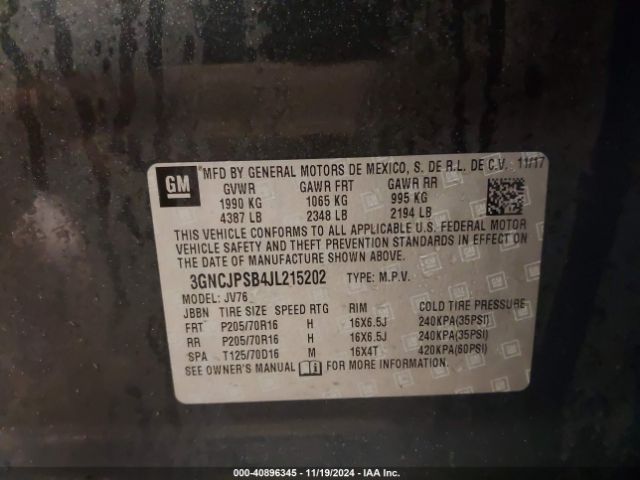 GM
*MFD BY GENERAL MOTORS DE MEXICO, S. DE R.L. DE C.V. 11/17
GVWR GAWR FRT GAWR RR
1990 KG 1065 KG 995 KG
4387 LB 2348 LB 2194 LB
THIS VEHICLE CONFORMS TO ALL APPLICABLE U.S. FEDERAL MOTOR
VEHICLE SAFETY AND THEFT PREVENTION STANDARDS IN EFFECT ON
THE DATE OF MANUFACTURE SHOWN ABOVE.
3GNCJPSB4JL215202 TYPE: M.P.V.
MODEL: JV76
JBBN TIRE SIZE SPEED RTG RIM COLD TIRE PRESSURE
FRT P205/70R16 H 16X6.5J 240KPA(35PSI)
RR P205/70R16 H 16X6.5J 240KPA(35PSI)
SPA T125/70D16 M 16X4T 420KPA(60PSI)
SEE OWNER'S MANUAL FOR MORE INFORMATION
STOCK #: 40896345 | 11/19/2024 | IAA Inc.